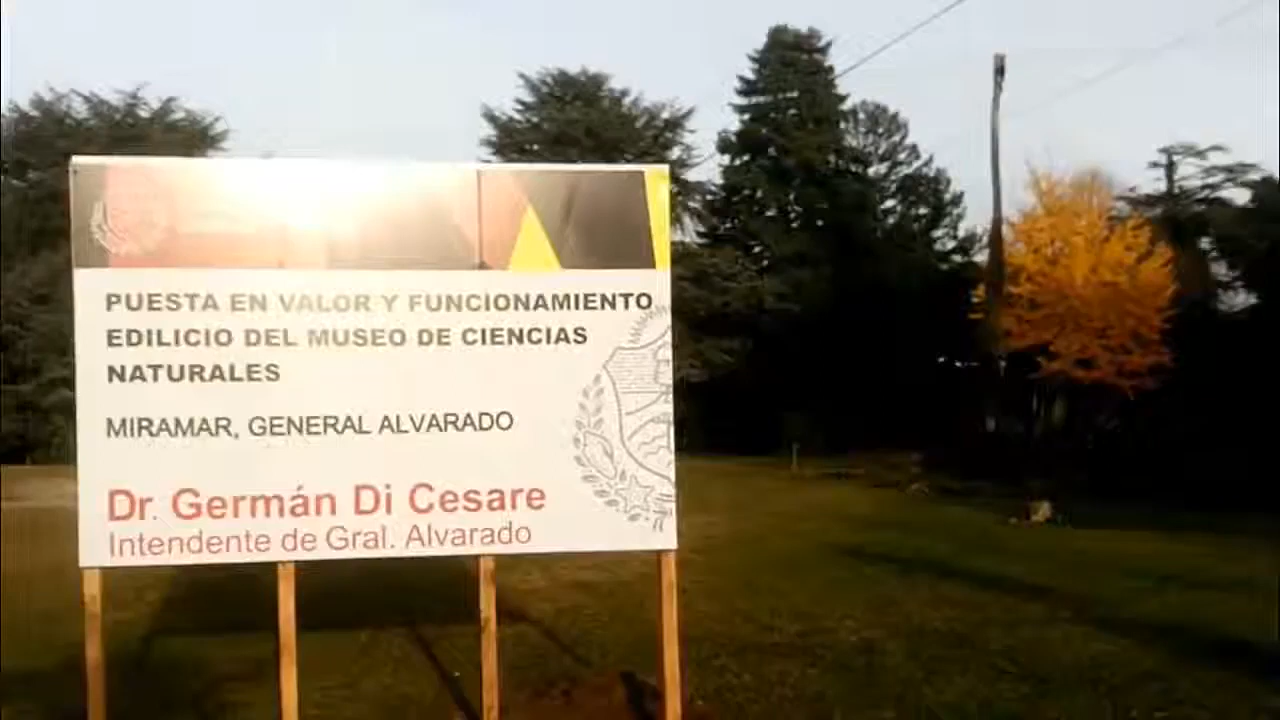 PUESTA EN VALOR Y FUNCIONAMIENTO
EDILICIO DEL MUSEO DE CIENCIAS
NATURALES
MIRAMAR, GENERAL ALVARADO
Dr. Germán Di Cesare
Intendente de Gral. Alvarado